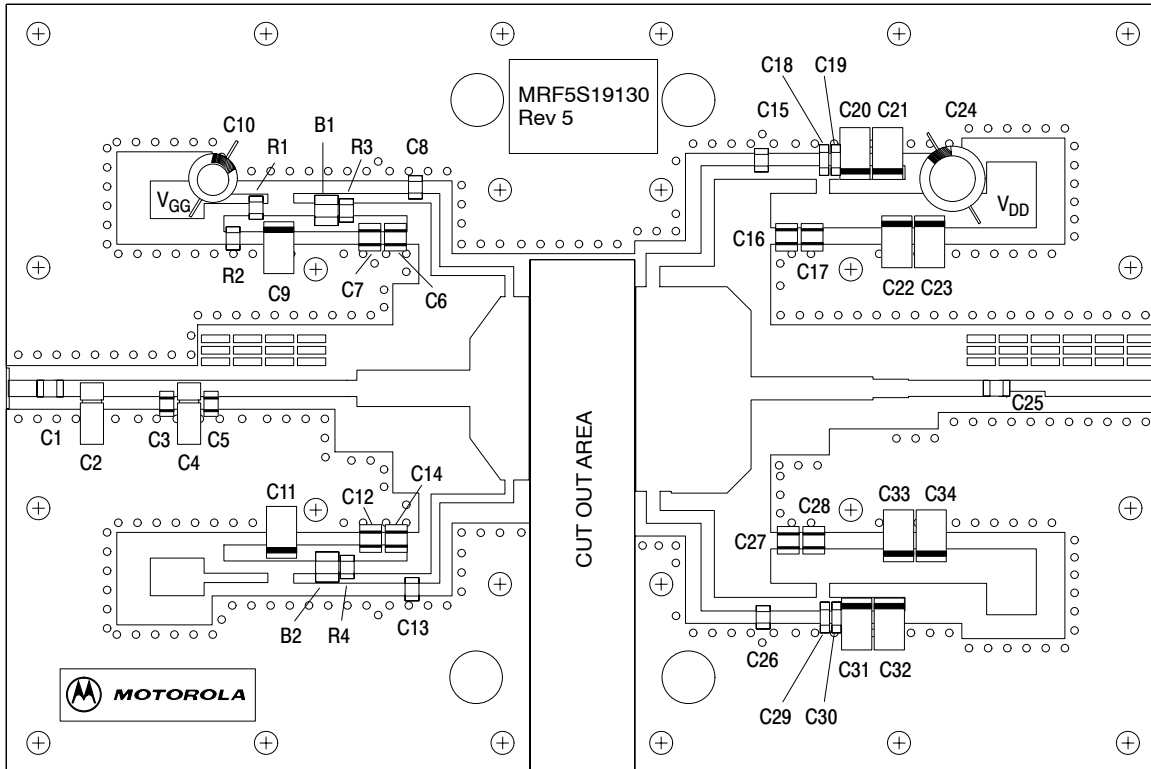 MRF5S19130
Rev 5
C18 C19
C15 C20 C21 C24
C10 R1 B1 R3 C8
VGG
VDD
C16 C17
R2 C9 C7 C6
C22 C23
C1 C2 C3 C4 C5
C25
CUT OUT AREA
C11 C12 C14
C28 C33 C34
C27
B2 R4 C13
C26 C31 C32
C29 C30
MOTOROLA